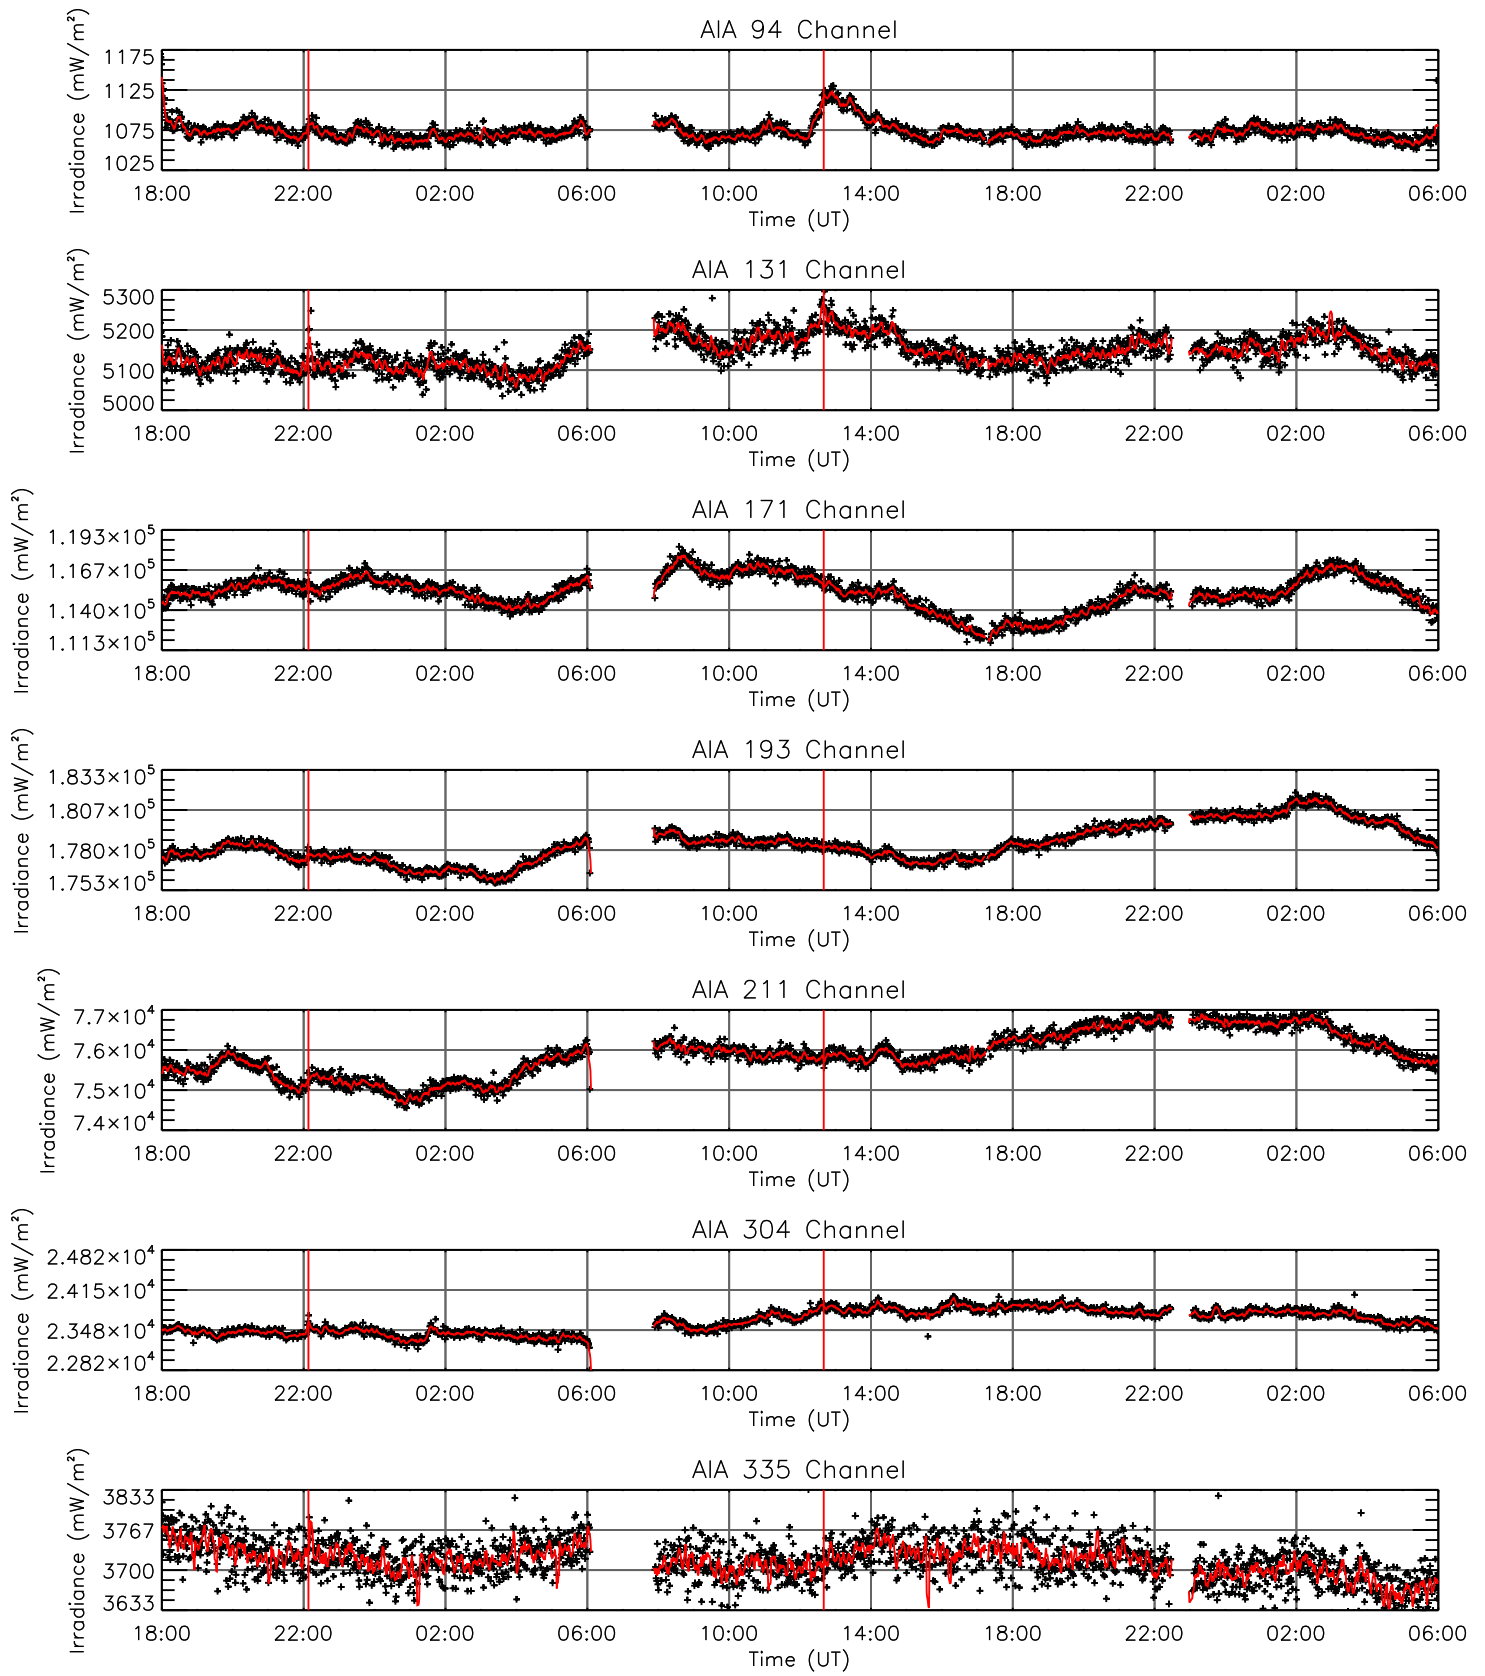 AIA 94 Channel
Irradiance (mW/m²)
1175
1125
1075
1025
18:00 22:00 02:00 06:00 10:00 14:00 18:00 22:00 02:00 06:00
Time (UT)
AIA 131 Channel
Irradiance (mW/m²)
5300
5200
5100
5000
18:00 22:00 02:00 06:00 10:00 14:00 18:00 22:00 02:00 06:00
Time (UT)
AIA 171 Channel
Irradiance (mW/m²)
1.193×10⁵
1.167×10⁵
1.140×10⁵
1.113×10⁵
18:00 22:00 02:00 06:00 10:00 14:00 18:00 22:00 02:00 06:00
Time (UT)
AIA 193 Channel
Irradiance (mW/m²)
1.833×10⁵
1.807×10⁵
1.780×10⁵
1.753×10⁵
18:00 22:00 02:00 06:00 10:00 14:00 18:00 22:00 02:00 06:00
Time (UT)
AIA 211 Channel
Irradiance (mW/m²)
7.7×10⁴
7.6×10⁴
7.5×10⁴
7.4×10⁴
18:00 22:00 02:00 06:00 10:00 14:00 18:00 22:00 02:00 06:00
Time (UT)
AIA 304 Channel
Irradiance (mW/m²)
2.482×10⁴
2.415×10⁴
2.348×10⁴
2.282×10⁴
18:00 22:00 02:00 06:00 10:00 14:00 18:00 22:00 02:00 06:00
Time (UT)
AIA 335 Channel
Irradiance (mW/m²)
3833
3767
3700
3633
18:00 22:00 02:00 06:00 10:00 14:00 18:00 22:00 02:00 06:00
Time (UT)